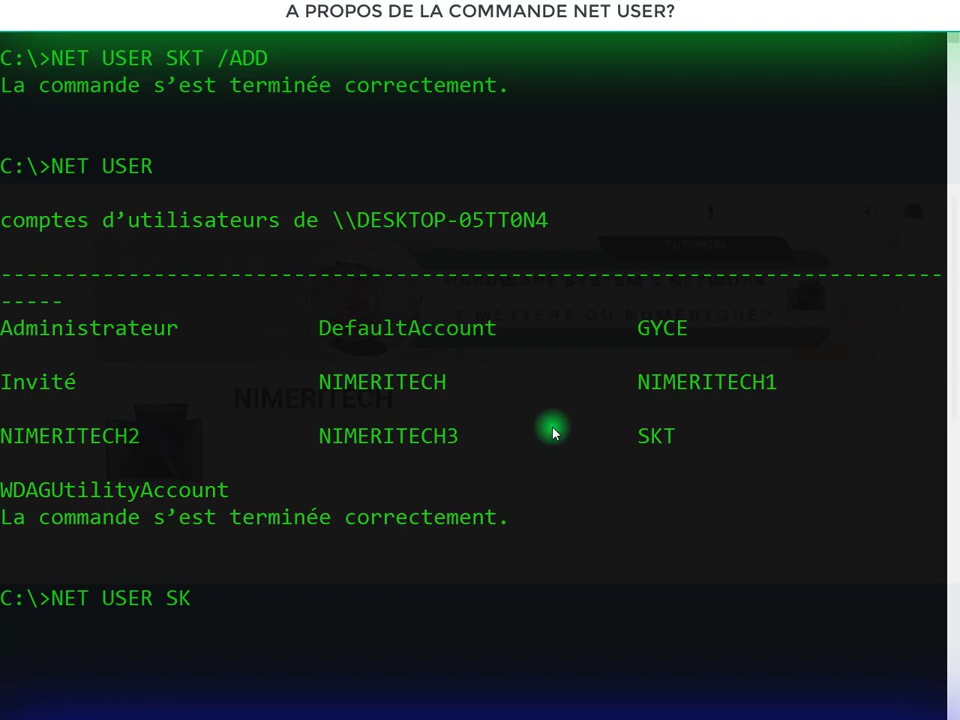 A PROPOS DE LA COMMANDE NET USER?
C:\>NET USER SKT /ADD
La commande s’est terminée correctement.
C:\>NET USER
comptes d’utilisateurs de \\DESKTOP-05TT0N4
--------------------------------------------------------------------------
-----
Administrateur DefaultAccount GYCE
Invité NIMERITECH NIMERITECH1
NIMERITECH
NIMERITECH2 NIMERITECH3 SKT
WDAGUtilityAccount
La commande s’est terminée correctement.
C:\>NET USER SK